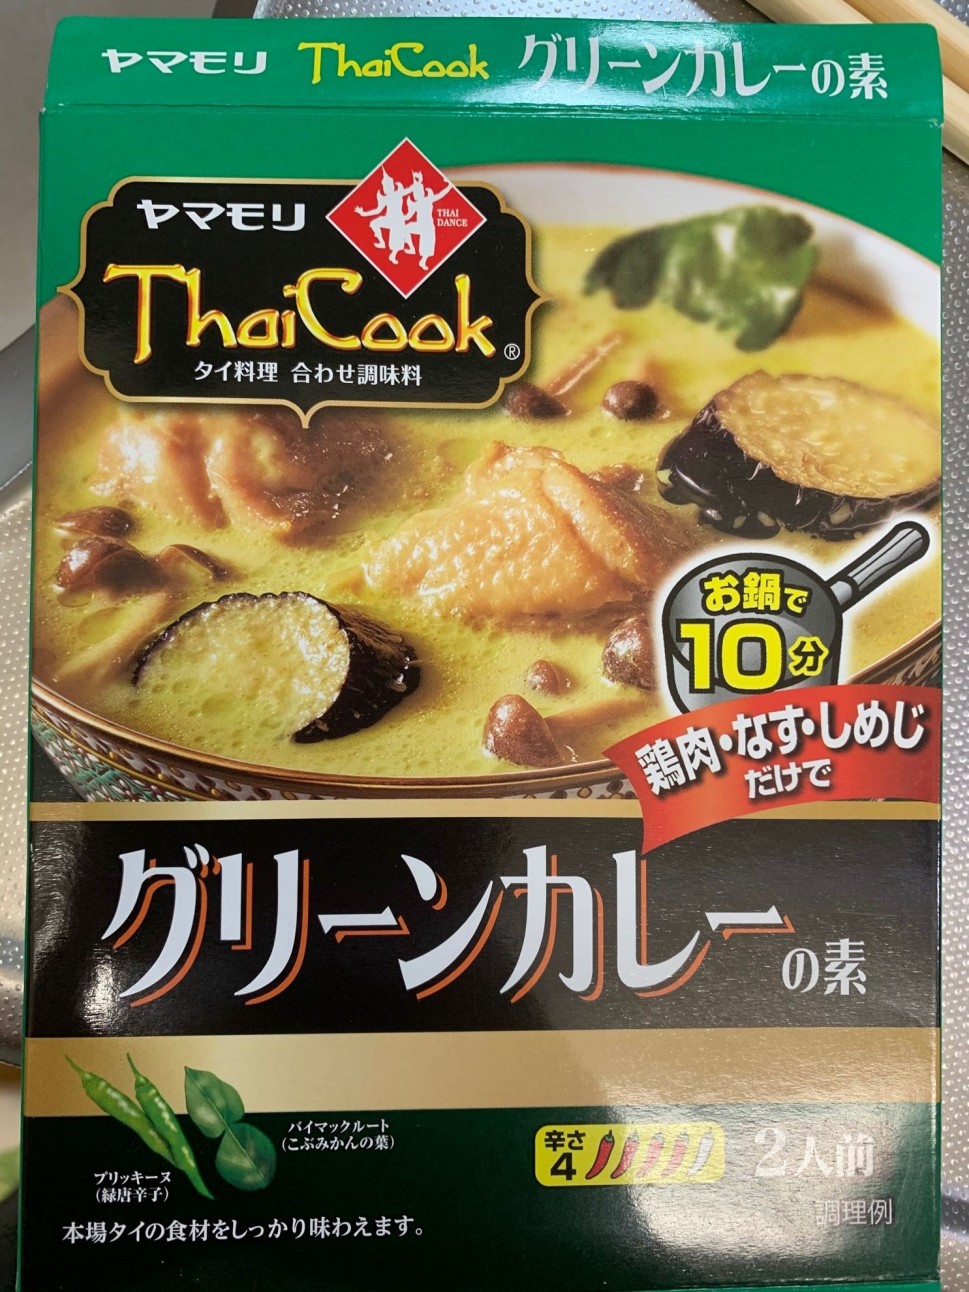 ヤマモリ ThaiCook グリーンカレーの素
ヤマモリ
THAI
DANCE
ThaiCook®
タイ料理 合わせ調味料
お鍋で
10分
鶏肉・なす・しめじ
だけで
グリーンカレーの素
バイマックルート
(こぶみかんの葉)
プリッキーヌ
(緑唐辛子)
辛さ
4
2人前
調理例
本場タイの食材をしっかり味わえます。